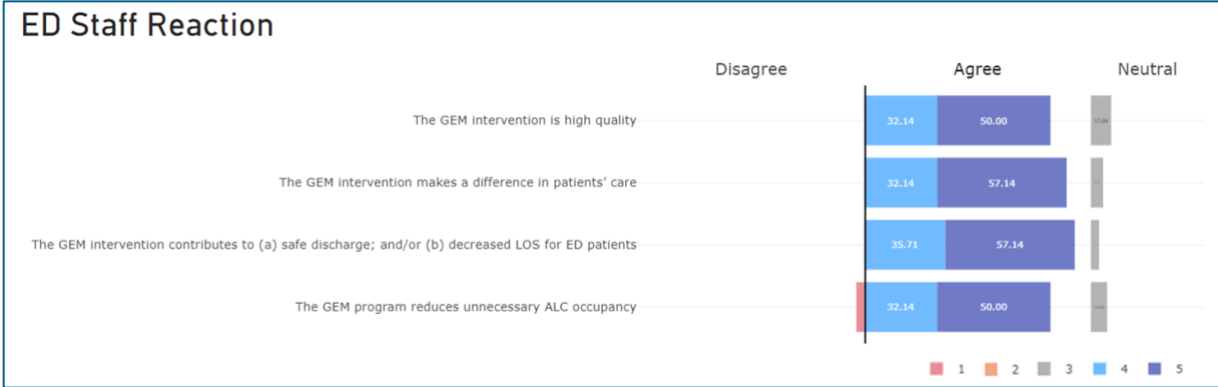 ED Staff Reaction
Disagree Agree Neutral
The GEM intervention is high quality 32.14 50.00 17.86
The GEM intervention makes a difference in patients’ care 32.14 57.14
The GEM intervention contributes to (a) safe discharge; and/or (b) decreased LOS for ED patients 35.71 57.14
The GEM program reduces unnecessary ALC occupancy 32.14 50.00
1 2 3 4 5